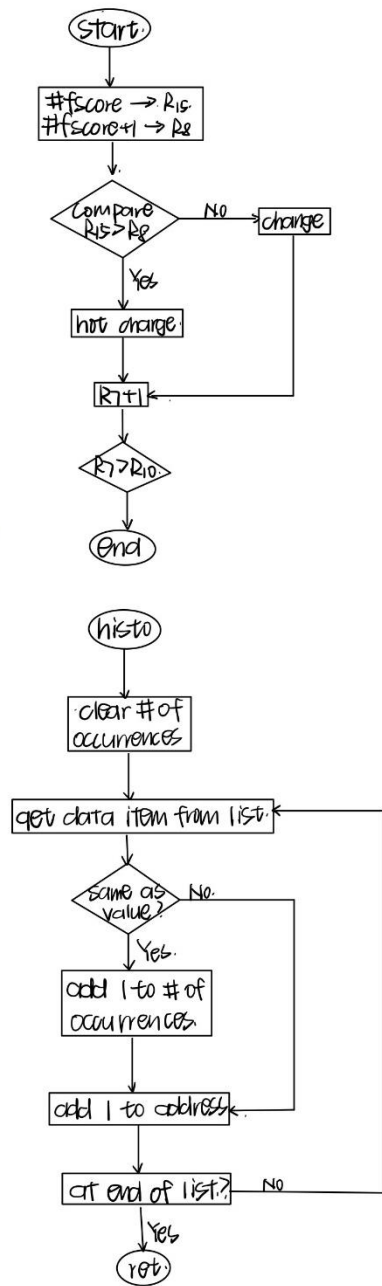 start.
#fscore → R15.
#fscore+1 → R8
compare
R15>R8
NO
change
Yes
not change.
R7+1
R7>R10.
end
histo
clear # of
occurrences
get data item from list.
same as
value?
No.
Yes.
add 1 to # of
occurrences.
add 1 to address
at end of list?
NO
Yes
ret.